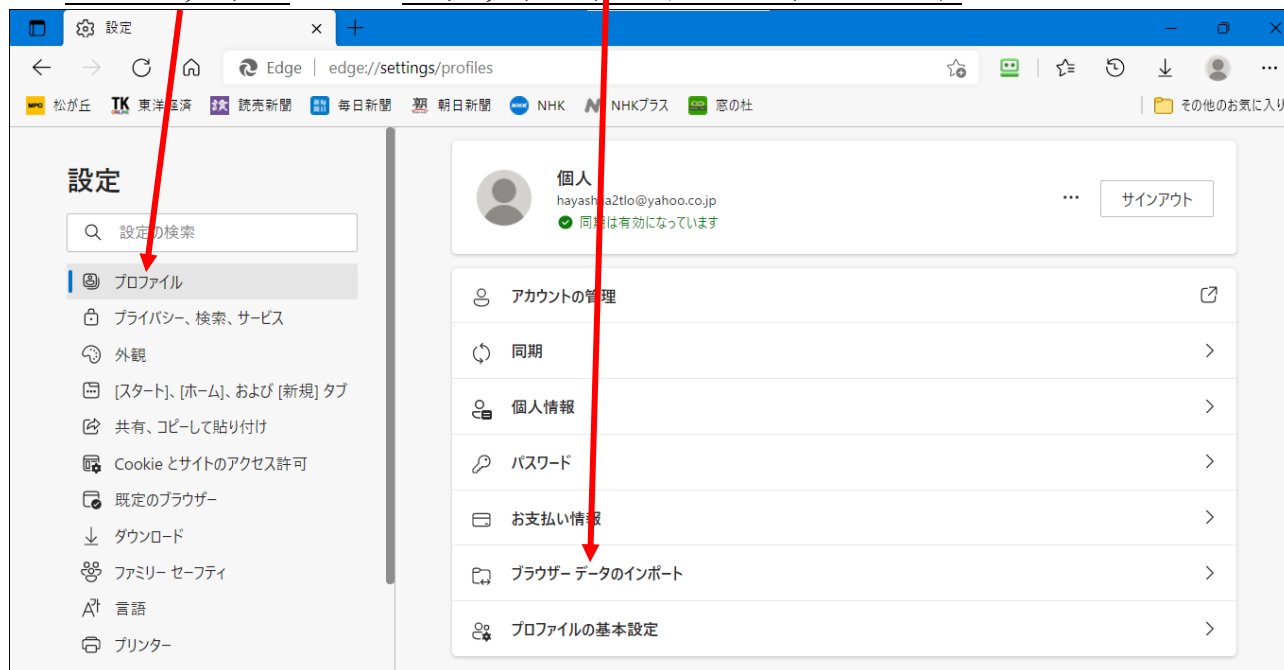 設定
Edge | edge://settings/profiles
松が丘 東洋経済 読売新聞 毎日新聞 朝日新聞 NHK NHKプラス 窓の杜 その他のお気に入り
設定
設定の検索
プロファイル
プライバシー、検索、サービス
外観
[スタート]、[ホーム]、および [新規] タブ
共有、コピーして貼り付け
Cookie とサイトのアクセス許可
既定のブラウザー
ダウンロード
ファミリー セーフティ
言語
プリンター
個人
サインアウト
同期は有効になっています
アカウントの管理
同期
個人情報
パスワード
お支払い情報
ブラウザー データのインポート
プロファイルの基本設定